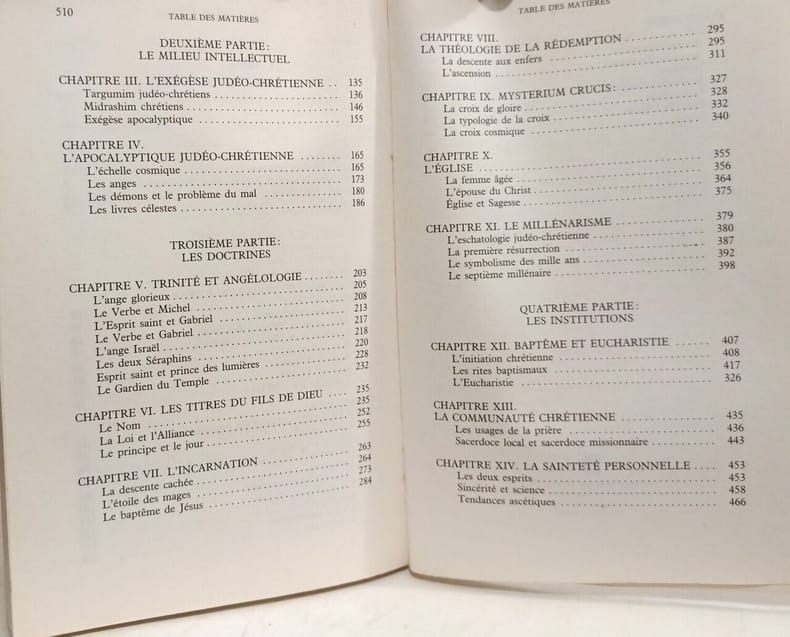 510
TABLE DES MATIÈRES
DEUXIÈME PARTIE:
LE MILIEU INTELLECTUEL
CHAPITRE III. L'EXÉGÈSE JUDÉO-CHRÉTIENNE .. 135
Targumim judéo-chrétiens ........ 136
Midrashim chrétiens ........ 146
Exégèse apocalyptique ........ 155
CHAPITRE IV.
L'APOCALYPTIQUE JUDÉO-CHRÉTIENNE ........ 165
L'échelle cosmique ........ 165
Les anges ........ 173
Les démons et le problème du mal ........ 180
Les livres célestes ........ 186
TROISIÈME PARTIE:
LES DOCTRINES
CHAPITRE V. TRINITÉ ET ANGÉLOLOGIE ........ 203
L'ange glorieux ........ 205
Le Verbe et Michel ........ 208
L'Esprit saint et Gabriel ........ 213
Le Verbe et Gabriel ........ 217
L'ange Israël ........ 218
Les deux Séraphins ........ 220
Esprit saint et prince des lumières ........ 228
Le Gardien du Temple ........ 232
CHAPITRE VI. LES TITRES DU FILS DE DIEU .... 235
Le Nom ........ 235
La Loi et l'Alliance ........ 252
Le principe et le jour ........ 255
CHAPITRE VII. L'INCARNATION ........ 263
La descente cachée ........ 264
L'étoile des mages ........ 273
Le baptême de Jésus ........ 284
TABLE DES MATIÈRES
CHAPITRE VIII.
LA THÉOLOGIE DE LA RÉDEMPTION ........ 295
La descente aux enfers ........ 295
L'ascension ........ 311
CHAPITRE IX. MYSTERIUM CRUCIS: ........ 327
La croix de gloire ........ 328
La typologie de la croix ........ 332
La croix cosmique ........ 340
CHAPITRE X.
L'ÉGLISE ........ 355
La femme âgée ........ 356
L'épouse du Christ ........ 364
Église et Sagesse ........ 375
CHAPITRE XI. LE MILLÉNARISME ........ 379
L'eschatologie judéo-chrétienne ........ 380
La première résurrection ........ 387
Le symbolisme des mille ans ........ 392
Le septième millénaire ........ 398
QUATRIÈME PARTIE:
LES INSTITUTIONS
CHAPITRE XII. BAPTÊME ET EUCHARISTIE ........ 407
L'initiation chrétienne ........ 408
Les rites baptismaux ........ 417
L'Eucharistie ........ 326
CHAPITRE XIII.
LA COMMUNAUTÉ CHRÉTIENNE ........ 435
Les usages de la prière ........ 436
Sacerdoce local et sacerdoce missionnaire ........ 443
CHAPITRE XIV. LA SAINTETÉ PERSONNELLE .... 453
Les deux esprits ........ 453
Sincérité et science ........ 458
Tendances ascétiques ........ 466